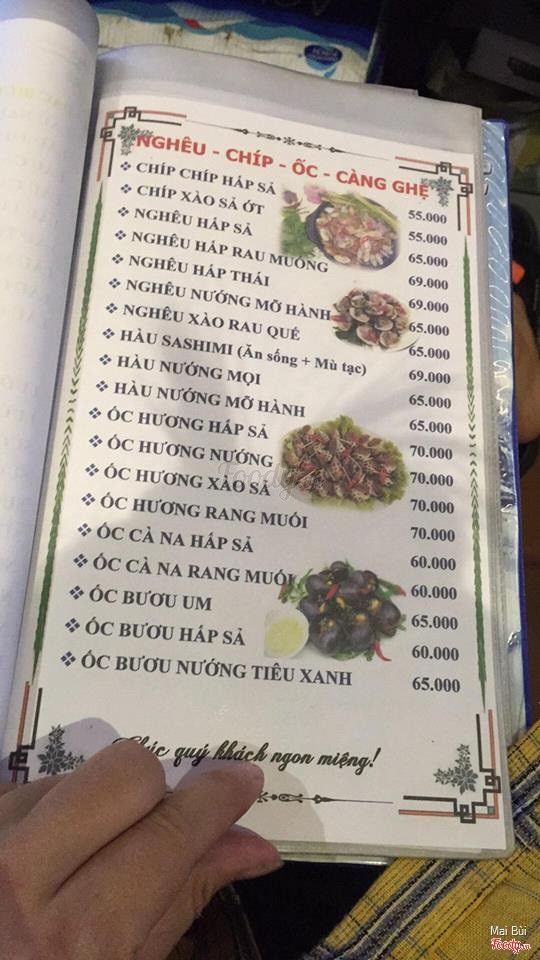 NGHÊU - CHÍP - ỐC - CÀNG GHẸ
❖ CHÍP CHÍP HẤP SẢ 55.000
❖ CHÍP XÀO SẢ ỚT 55.000
❖ NGHÊU HẤP SẢ 65.000
❖ NGHÊU HẤP RAU MUỐNG 69.000
❖ NGHÊU HẤP THÁI 69.000
❖ NGHÊU NƯỚNG MỠ HÀNH 65.000
❖ NGHÊU XÀO RAU QUÉ 65.000
❖ HÀU SASHIMI (Ăn sống + Mù tạc) 69.000
❖ HÀU NƯỚNG MỌI 65.000
❖ HÀU NƯỚNG MỠ HÀNH 65.000
❖ ỐC HƯƠNG HẤP SẢ 70.000
❖ ỐC HƯƠNG NƯỚNG 70.000
❖ ỐC HƯƠNG XÀO SẢ 70.000
❖ ỐC HƯƠNG RANG MUỐI 70.000
❖ ỐC CÀ NA HẤP SẢ 60.000
❖ ỐC CÀ NA RANG MUỐI 60.000
❖ ỐC BƯƠU UM 65.000
❖ ỐC BƯƠU HẤP SẢ 60.000
❖ ỐC BƯƠU NƯỚNG TIÊU XANH 65.000
Chúc quý khách ngon miệng!
Foody
Mai Bùi
Foody.vn